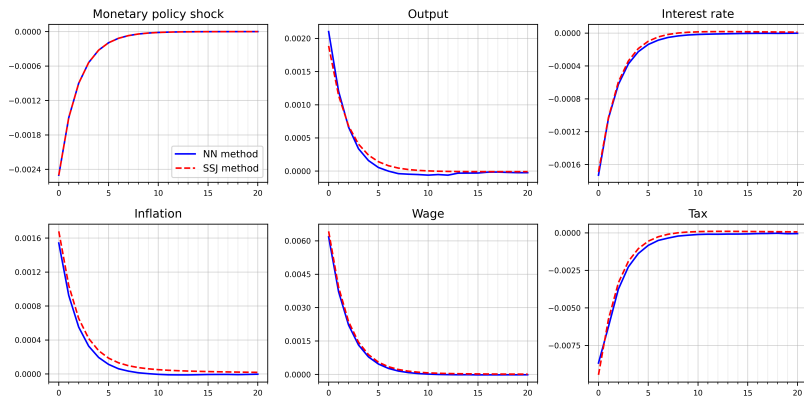 Monetary policy shock
0.0000
−0.0006
−0.0012
−0.0018
−0.0024
0 5 10 15 20
NN method
SSJ method
Output
0.0020
0.0015
0.0010
0.0005
0.0000
0 5 10 15 20
Interest rate
0.0000
−0.0004
−0.0008
−0.0012
−0.0016
0 5 10 15 20
Inflation
0.0016
0.0012
0.0008
0.0004
0.0000
0 5 10 15 20
Wage
0.0060
0.0045
0.0030
0.0015
0.0000
0 5 10 15 20
Tax
0.0000
−0.0025
−0.0050
−0.0075
0 5 10 15 20